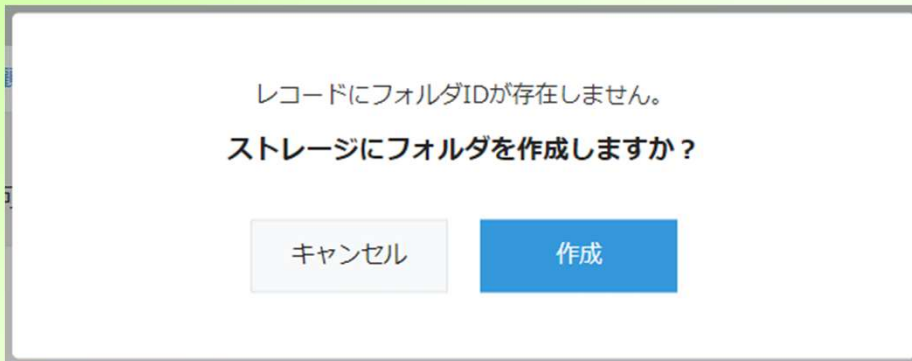 レコードにフォルダIDが存在しません。
ストレージにフォルダを作成しますか？
キャンセル
作成